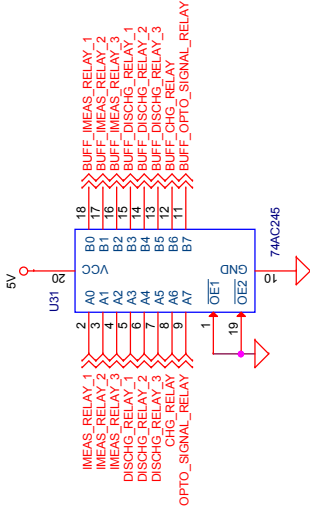 5V
U31
20
VCC
IMEAS_RELAY_1 2 A0 B0 18 BUFF_IMEAS_RELAY_1
IMEAS_RELAY_2 3 A1 B1 17 BUFF_IMEAS_RELAY_2
IMEAS_RELAY_3 4 A2 B2 16 BUFF_IMEAS_RELAY_3
DISCHG_RELAY_1 5 A3 B3 15 BUFF_DISCHG_RELAY_1
DISCHG_RELAY_2 6 A4 B4 14 BUFF_DISCHG_RELAY_2
DISCHG_RELAY_3 7 A5 B5 13 BUFF_DISCHG_RELAY_3
CHG_RELAY 8 A6 B6 12 BUFF_CHG_RELAY
OPTO_SIGNAL_RELAY 9 A7 B7 11 BUFF_OPTO_SIGNAL_RELAY
1 OE1
19 OE2
GND
10
74AC245